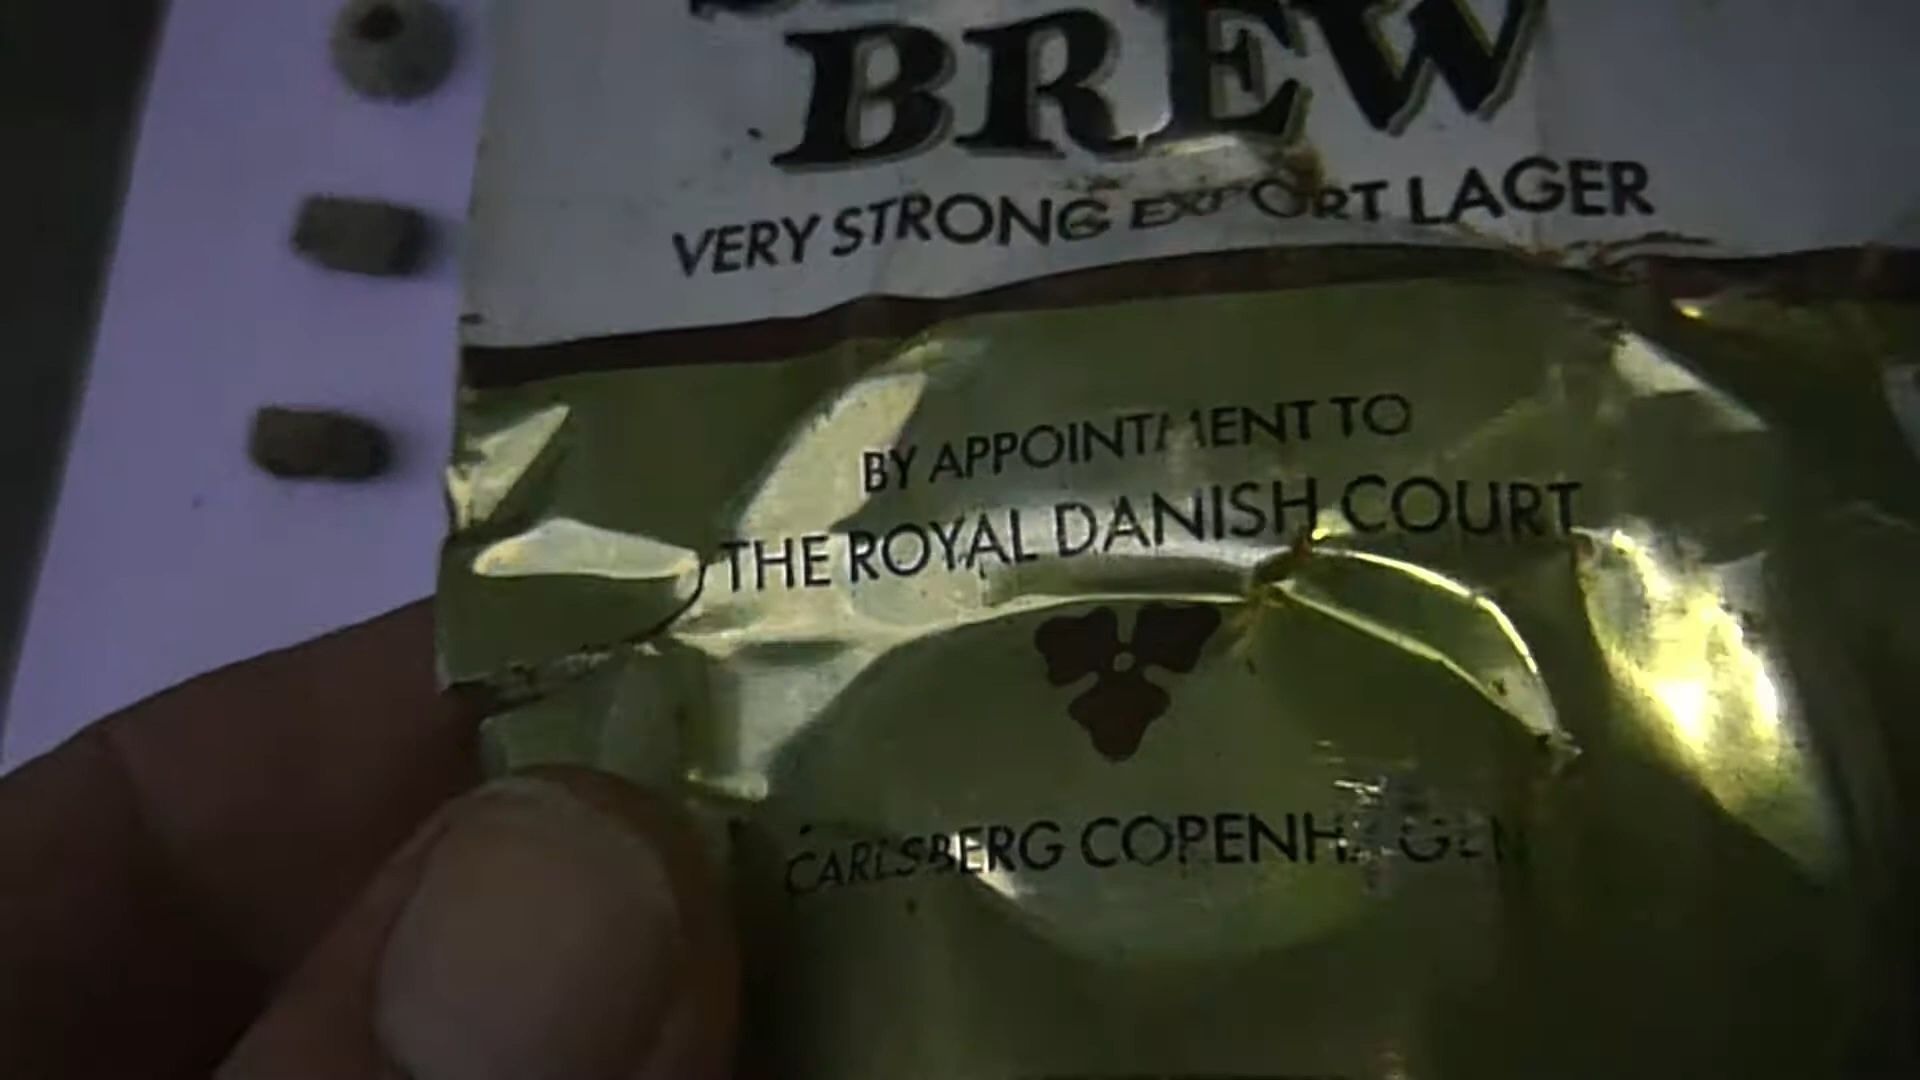 BREW
VERY STRONG EXPORT LAGER
BY APPOINTMENT TO
THE ROYAL DANISH COURT
CARLSBERG COPENHAGEN